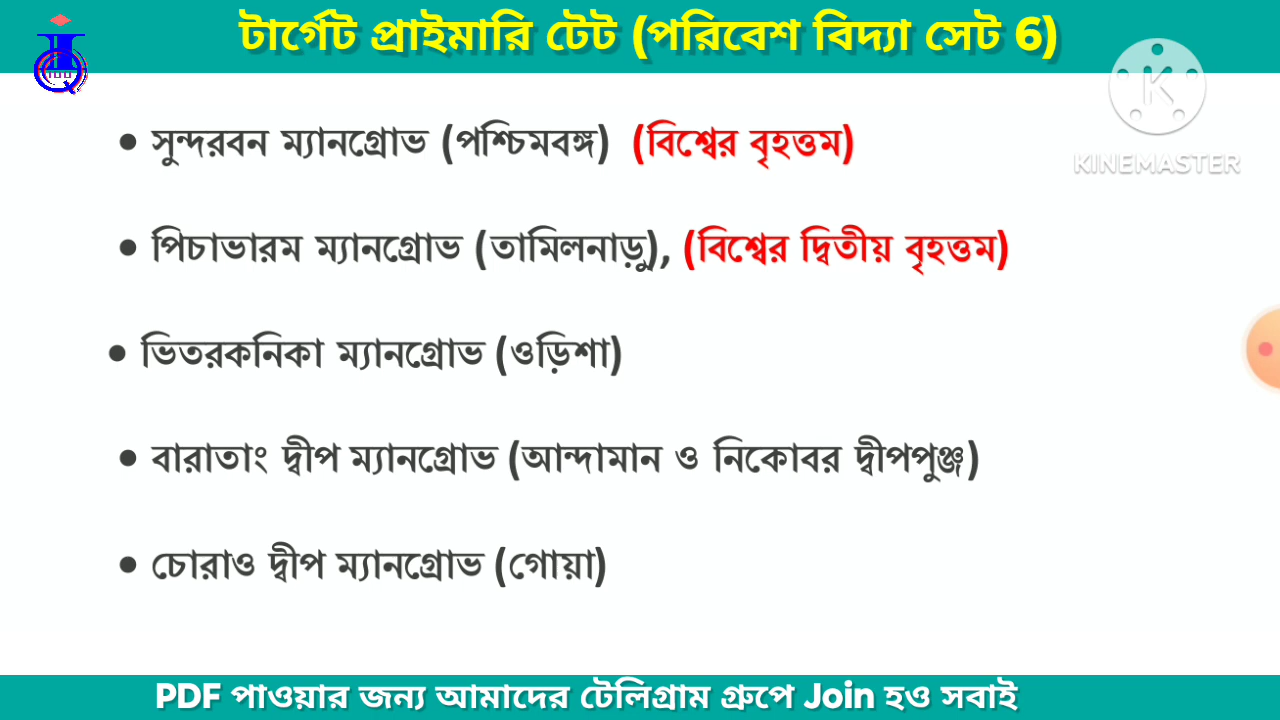 টার্গেট প্রাইমারি টেট (পরিবেশ বিদ্যা সেট 6)
KINEMASTER
• সুন্দরবন ম্যানগ্রোভ (পশ্চিমবঙ্গ) (বিশ্বের বৃহত্তম)
• পিচাভারম ম্যানগ্রোভ (তামিলনাড়ু), (বিশ্বের দ্বিতীয় বৃহত্তম)
• ভিতরকনিকা ম্যানগ্রোভ (ওড়িশা)
• বারাতাং দ্বীপ ম্যানগ্রোভ (আন্দামান ও নিকোবর দ্বীপপুঞ্জ)
• চোরাও দ্বীপ ম্যানগ্রোভ (গোয়া)
PDF পাওয়ার জন্য আমাদের টেলিগ্রাম গ্রুপে Join হও সবাই